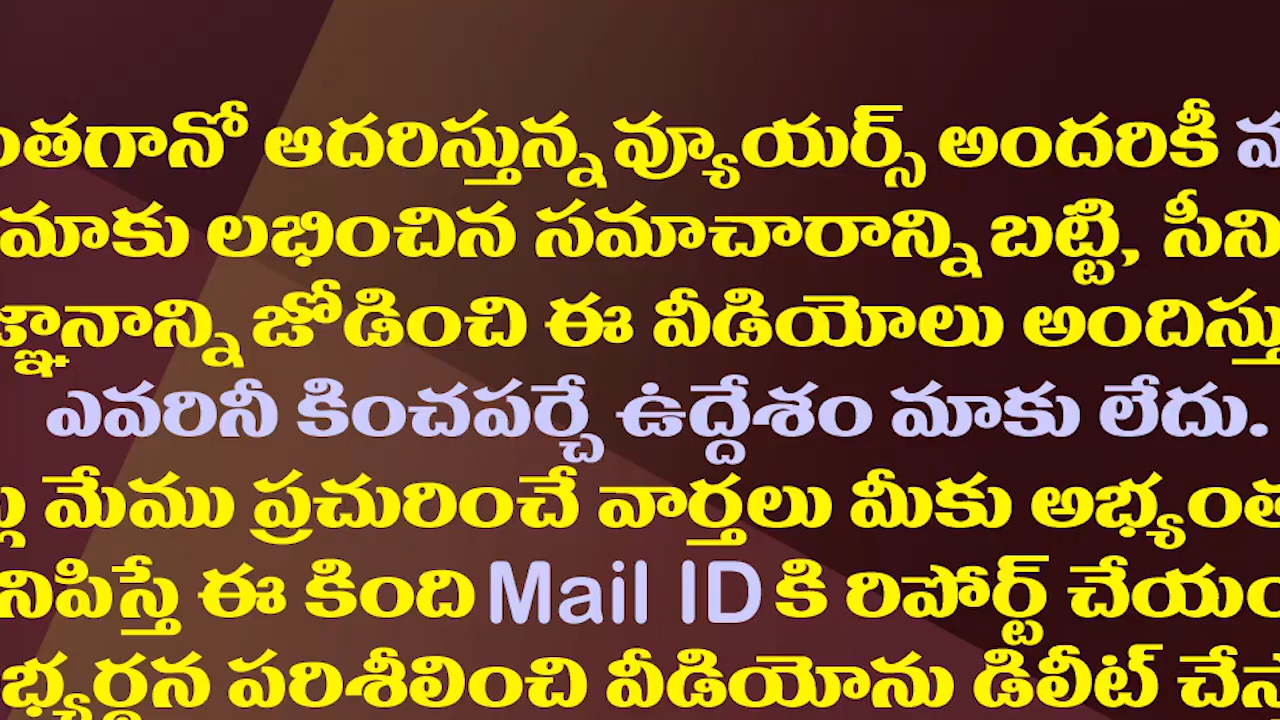 ఆదరిస్తున్న వ్యూయర్స్ అందరికీ
మాకు లభించిన సమాచారాన్ని బట్టి,
జోడించి ఈ వీడియోలు
ఎవరినీ కించపర్చే ఉద్దేశం మాకు లేదు.
మేము ప్రచురించే వార్తలు మీకు
ఈ కింది Mail ID కి రిపోర్ట్
పరిశీలించి వీడియోను డిలీట్